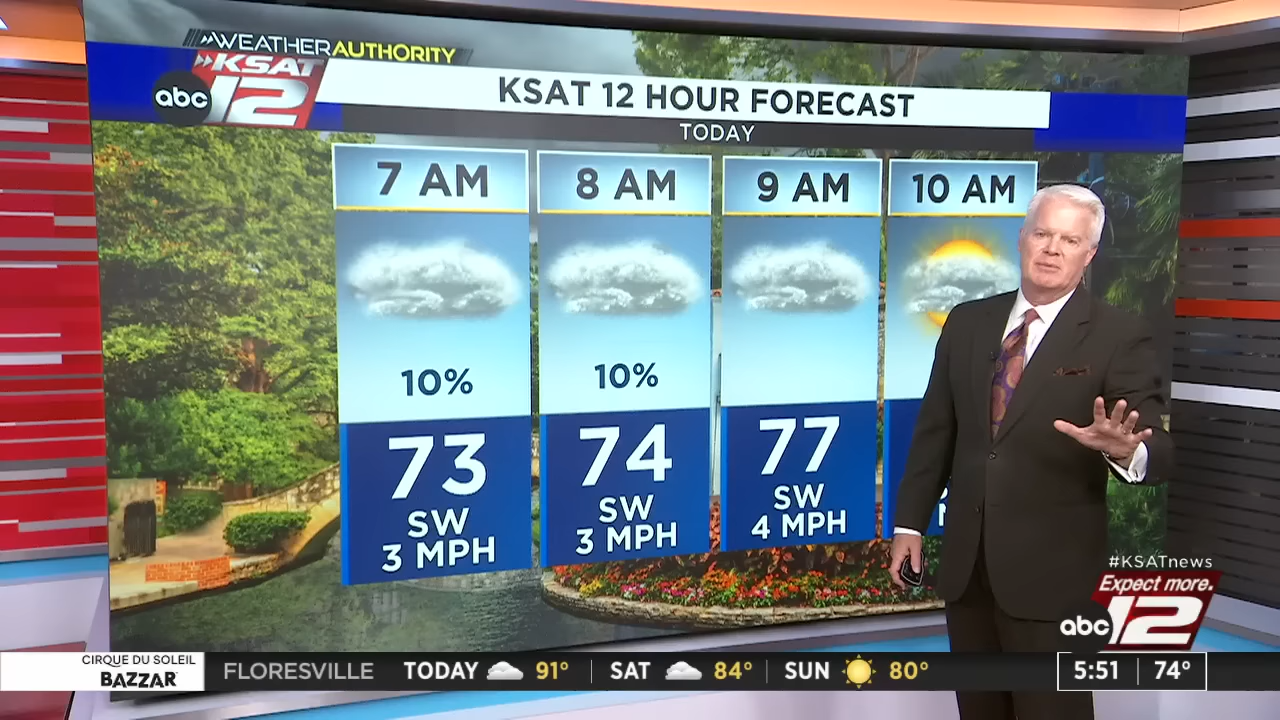 WEATHERAUTHORITY
KSAT
abc 12
KSAT 12 HOUR FORECAST
TODAY
7 AM
8 AM
9 AM
10 AM
10%
10%
73
74
77
SW
SW
SW
3 MPH
3 MPH
4 MPH
#KSATnews
Expect more.
abc 12
CIRQUE DU SOLEIL
BAZZAR
FLORESVILLE TODAY 91° SAT 84° SUN 80°
5:51 74°